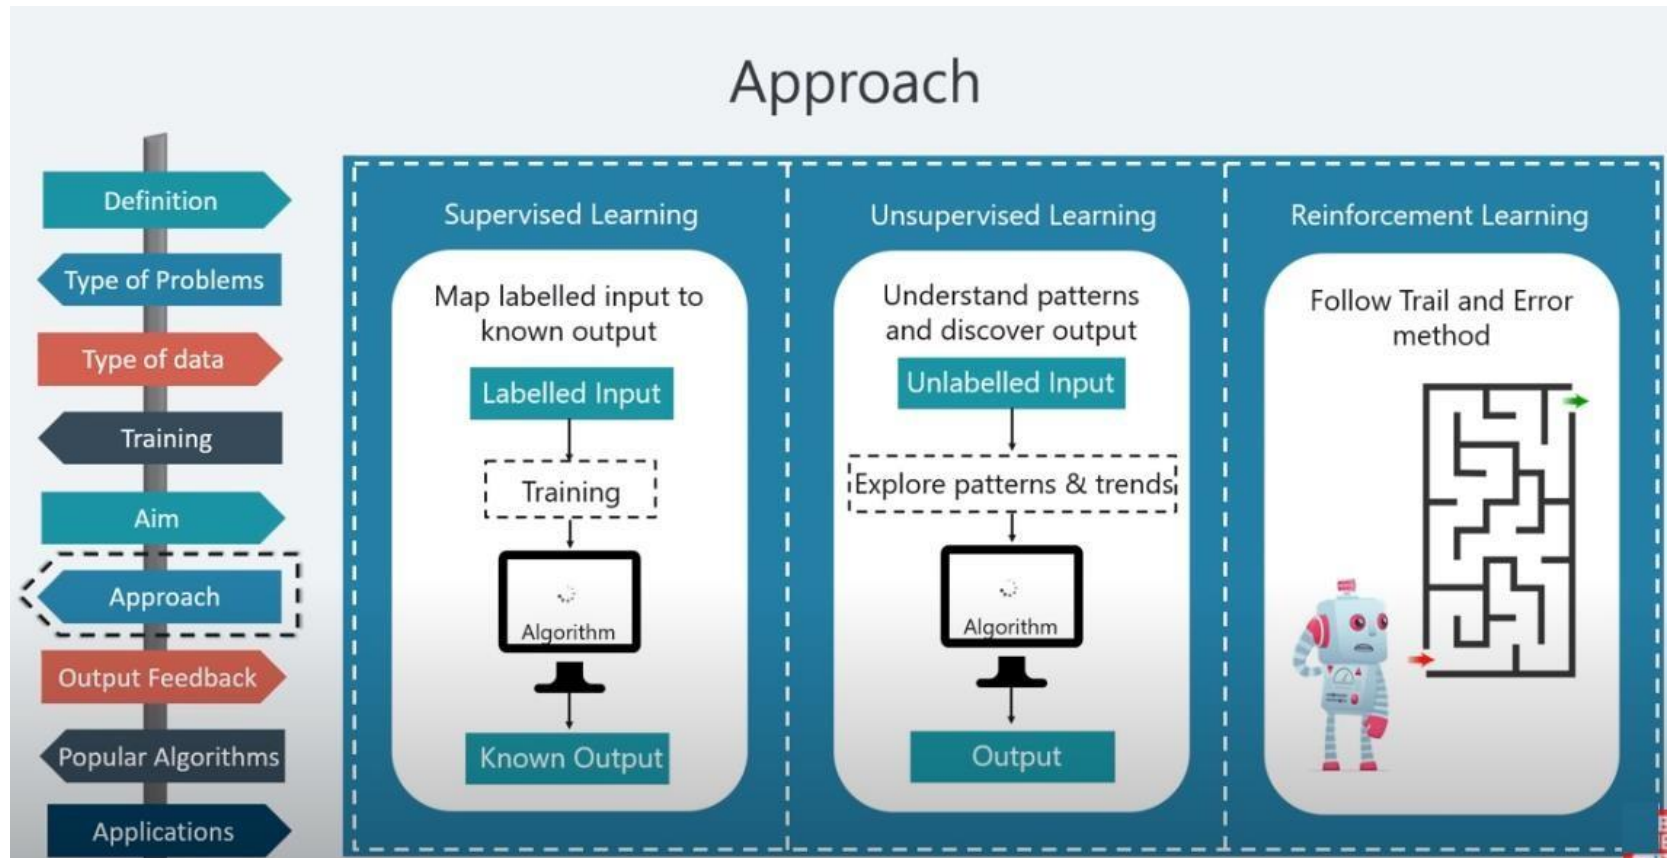 Approach
Definition
Type of Problems
Type of data
Training
Aim
Approach
Output Feedback
Popular Algorithms
Applications
Supervised Learning
Map labelled input to
known output
Labelled Input
Training
Algorithm
Known Output
Unsupervised Learning
Understand patterns
and discover output
Unlabelled Input
Explore patterns & trends
Algorithm
Output
Reinforcement Learning
Follow Trail and Error
method